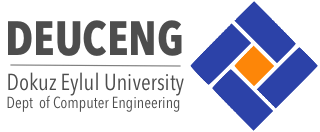 DEUCENG
Dokuz Eylul University
Dept of Computer Engineering